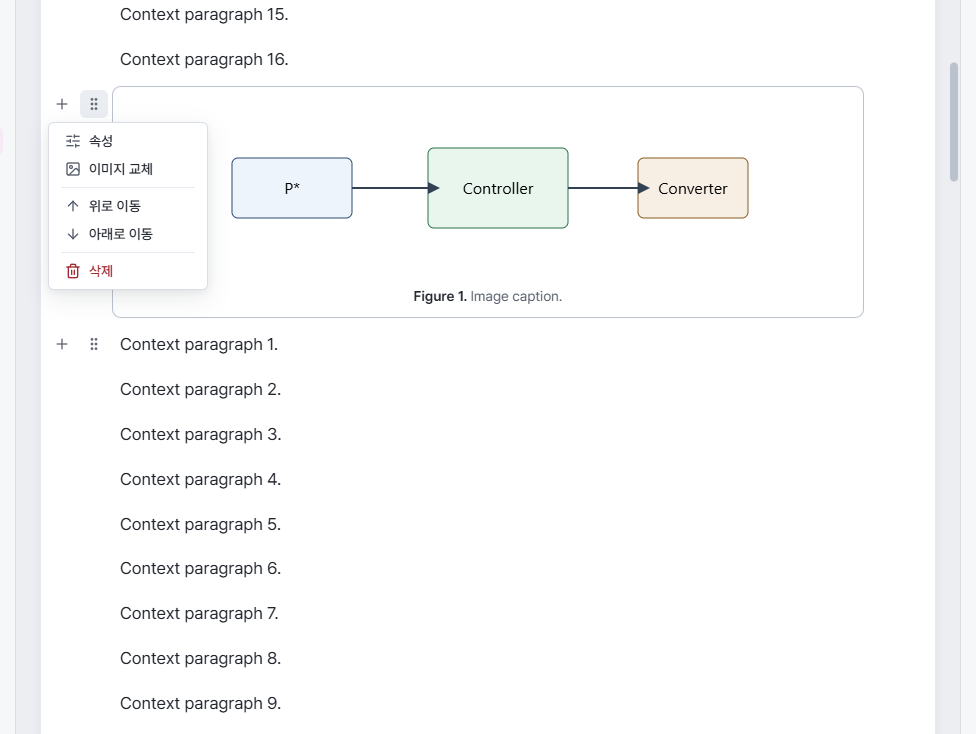 Context paragraph 15.
Context paragraph 16.
속성
이미지 교체
위로 이동
아래로 이동
삭제
P*
Controller
Converter
Figure 1. Image caption.
Context paragraph 1.
Context paragraph 2.
Context paragraph 3.
Context paragraph 4.
Context paragraph 5.
Context paragraph 6.
Context paragraph 7.
Context paragraph 8.
Context paragraph 9.